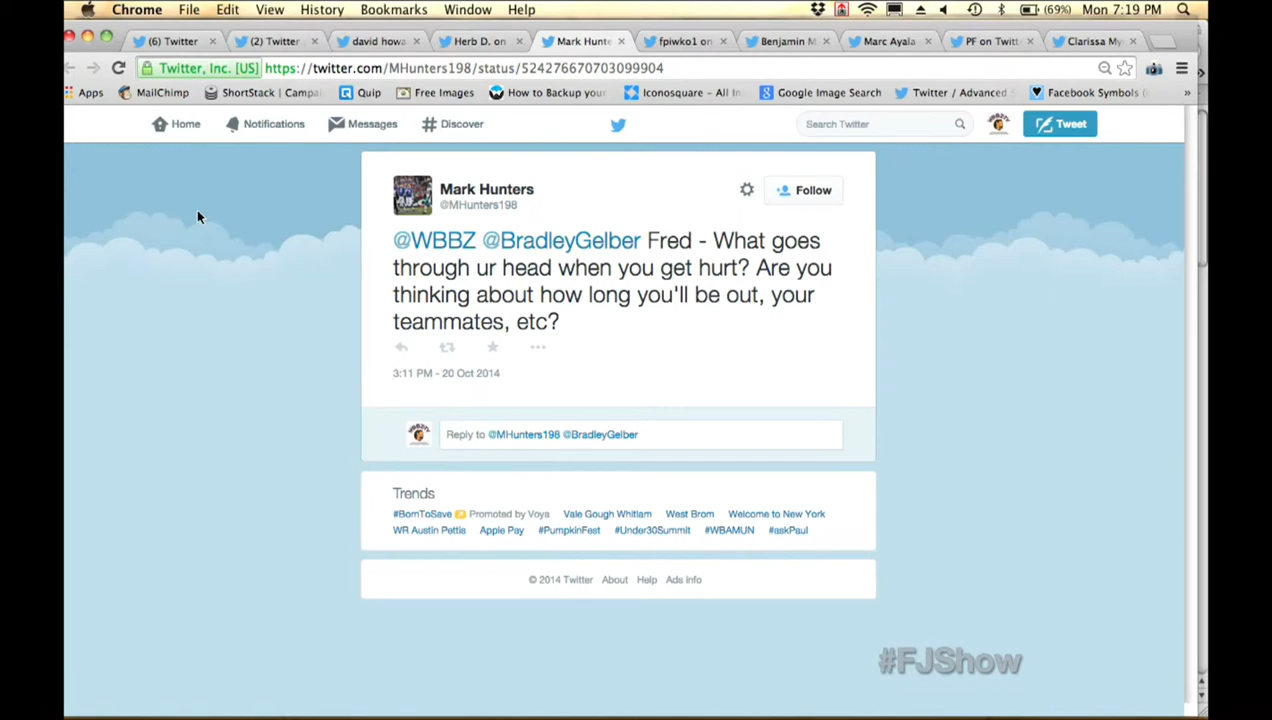 Chrome File Edit View History Bookmarks Window Help (69%) Mon 7:19 PM
(6) Twitter (2) Twitter david howa Herb D. on Mark Hunte fpiwko1 on Benjamin M Marc Ayala PF on Twitt Clarissa My
Twitter, Inc. [US] https://twitter.com/MHunters198/status/524276670703099904
Apps MailChimp ShortStack | Campai Quip Free Images How to Backup your Iconosquare – All In Google Image Search Twitter / Advanced S Facebook Symbols ( »
Home Notifications Messages # Discover Search Twitter Tweet
Mark Hunters
@MHunters198
Follow
@WBBZ @BradleyGelber Fred - What goes
through ur head when you get hurt? Are you
thinking about how long you'll be out, your
teammates, etc?
3:11 PM - 20 Oct 2014
Reply to @MHunters198 @BradleyGelber
Trends
#BornToSave Promoted by Voya Vale Gough Whitlam West Brom Welcome to New York
WR Austin Pettis Apple Pay #PumpkinFest #Under30Summit #WBAMUN #askPaul
© 2014 Twitter About Help Ads info
#FJShow